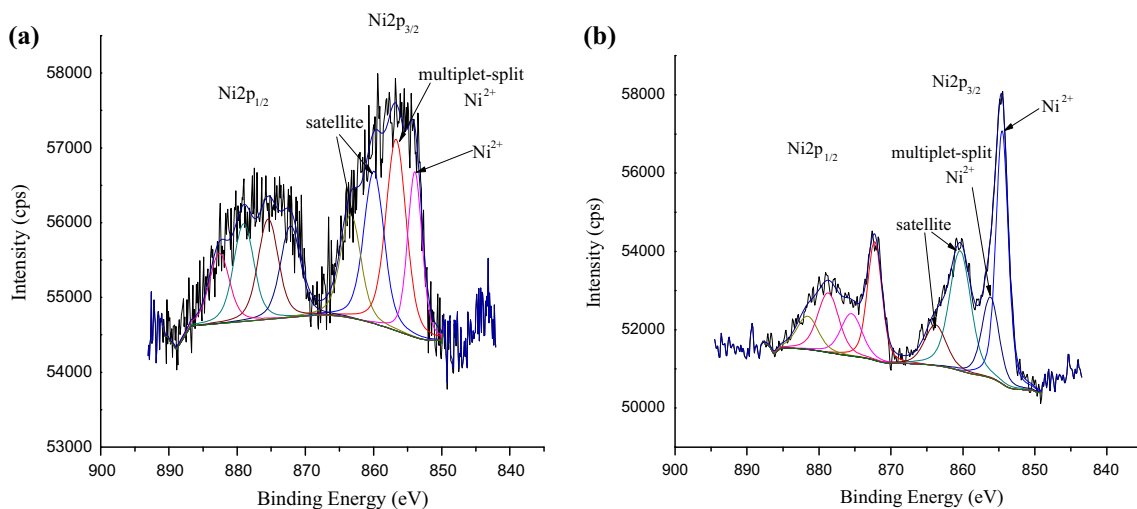 (a)
Ni2p3/2
58000
multiplet-split
Ni2+
Ni2p1/2
satellite
57000
Ni2+
56000
55000
54000
53000
Intensity (cps)
900 890 880 870 860 850 840
Binding Energy (eV)
(b)
Ni2p3/2
58000
Ni2+
56000
Ni2p1/2
multiplet-split
Ni2+
satellite
54000
52000
50000
Intensity (cps)
900 890 880 870 860 850 840
Binding Energy (eV)